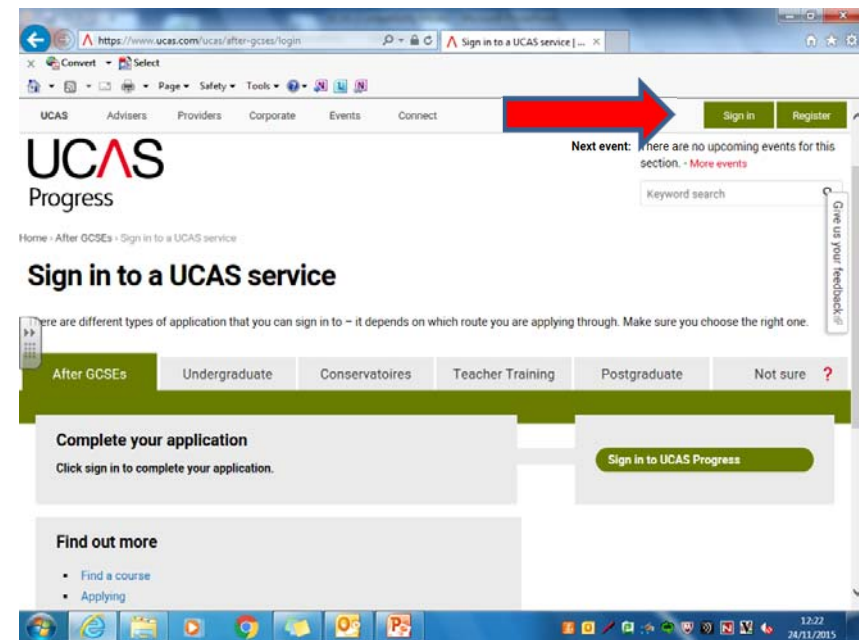 https://www.ucas.com/ucas/after-gcses/login
Sign in to a UCAS service | ...
Convert
Select
Page
Safety
Tools
UCAS
Advisers
Providers
Corporate
Events
Connect
Sign in
Register
UCAS
Progress
Next event: There are no upcoming events for this
section. - More events
Keyword search
Give us your feedback
Home › After GCSEs › Sign in to a UCAS service
Sign in to a UCAS service
There are different types of application that you can sign in to – it depends on which route you are applying through. Make sure you choose the right one.
After GCSEs
Undergraduate
Conservatoires
Teacher Training
Postgraduate
Not sure ?
Complete your application
Click sign in to complete your application.
Sign in to UCAS Progress
Find out more
Find a course
Applying
12:22
24/11/2015